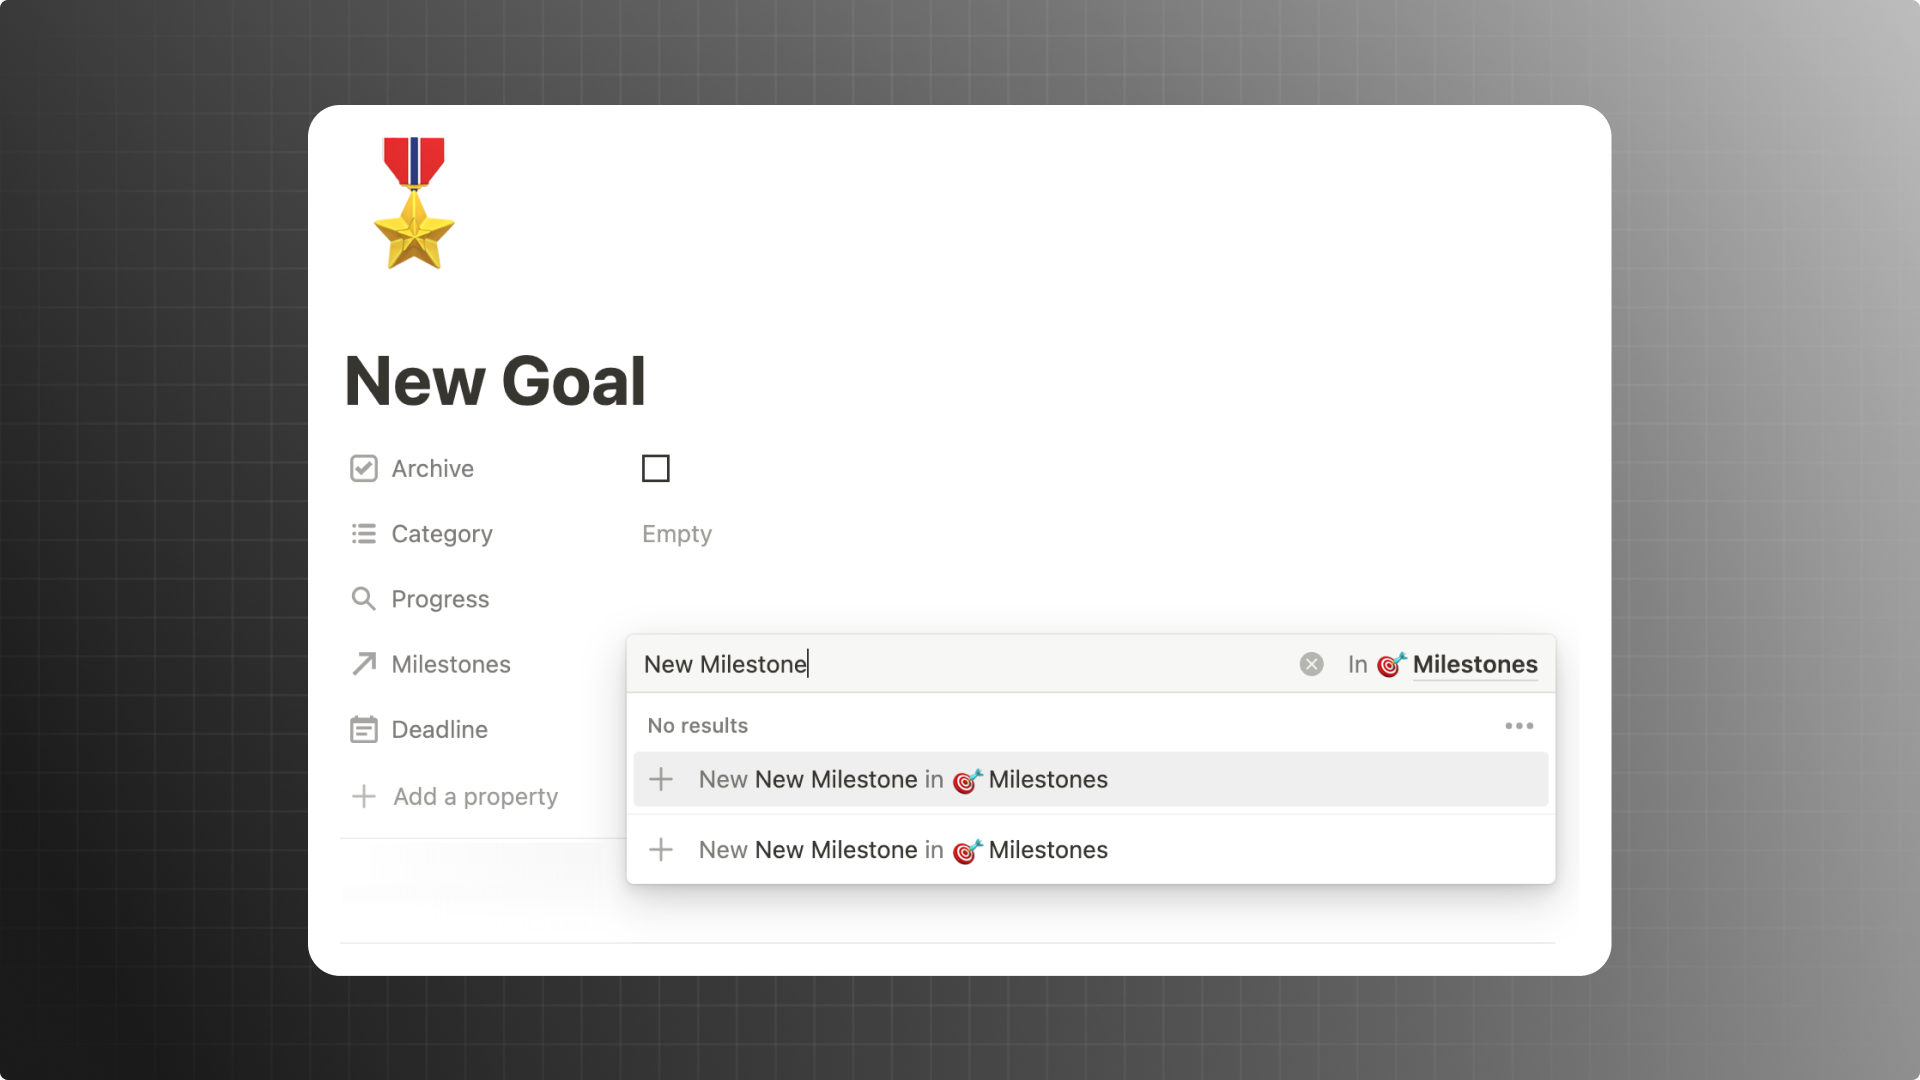 New Goal
Archive
Category Empty
Progress
Milestones New Milestone In Milestones
No results
Deadline
New New Milestone in Milestones
Add a property
New New Milestone in Milestones